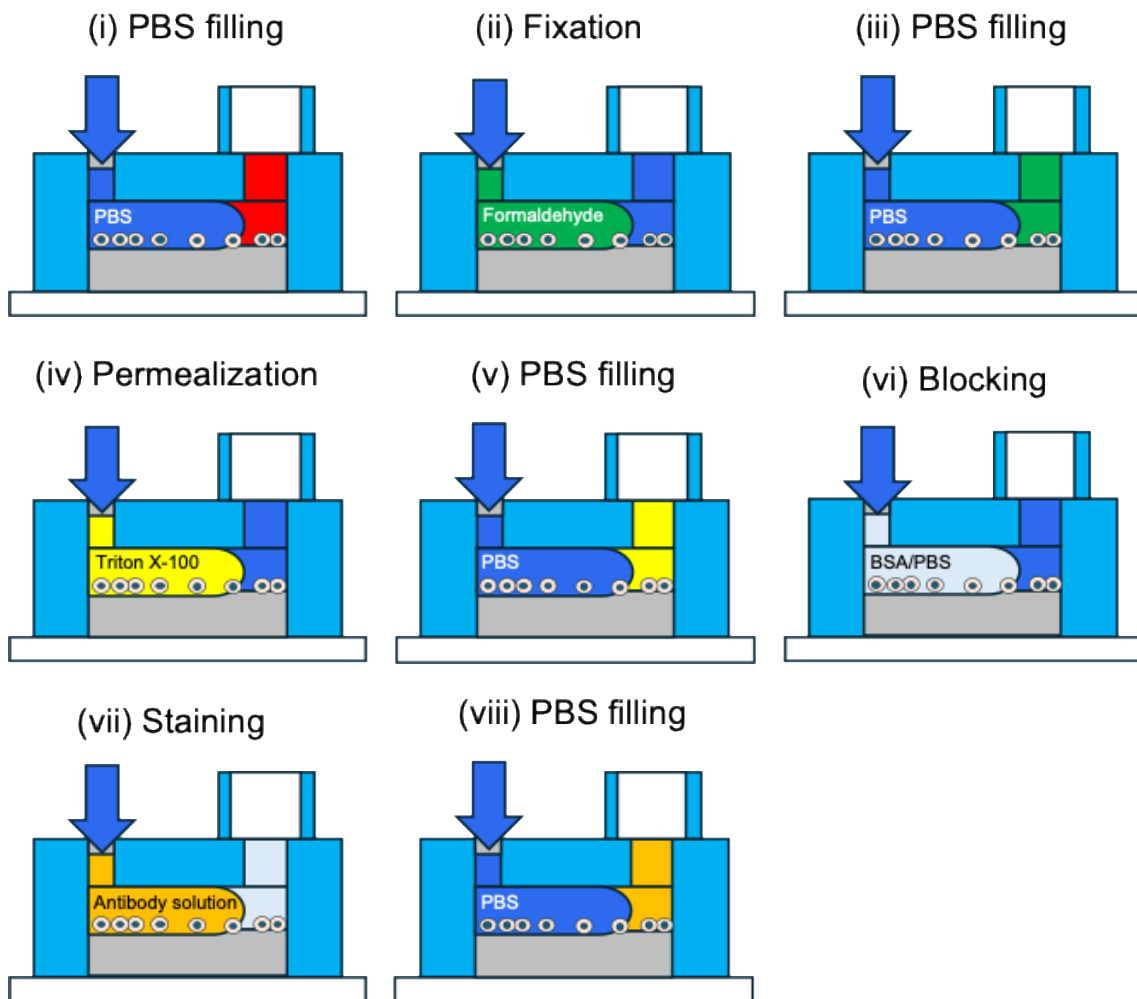 (i) PBS filling
(ii) Fixation
(iii) PBS filling
PBS
Formaldehyde
PBS
(iv) Permealization
(v) PBS filling
(vi) Blocking
Triton X-100
PBS
BSA/PBS
(vii) Staining
(viii) PBS filling
Antibody solution
PBS